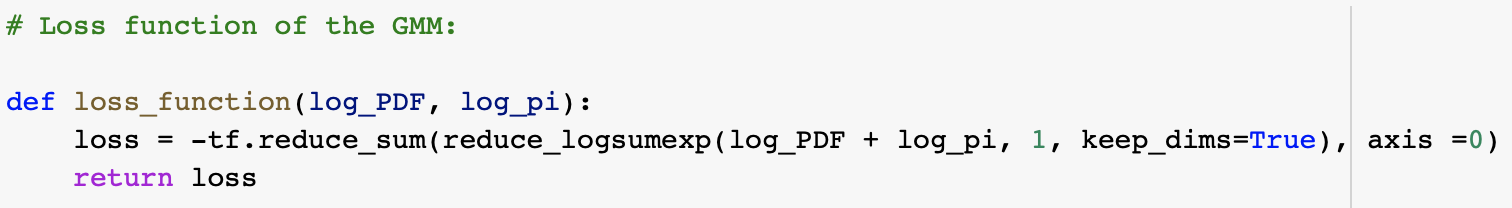 # Loss function of the GMM:
def loss_function(log_PDF, log_pi):
loss = -tf.reduce_sum(reduce_logsumexp(log_PDF + log_pi, 1, keep_dims=True), axis =0)
return loss